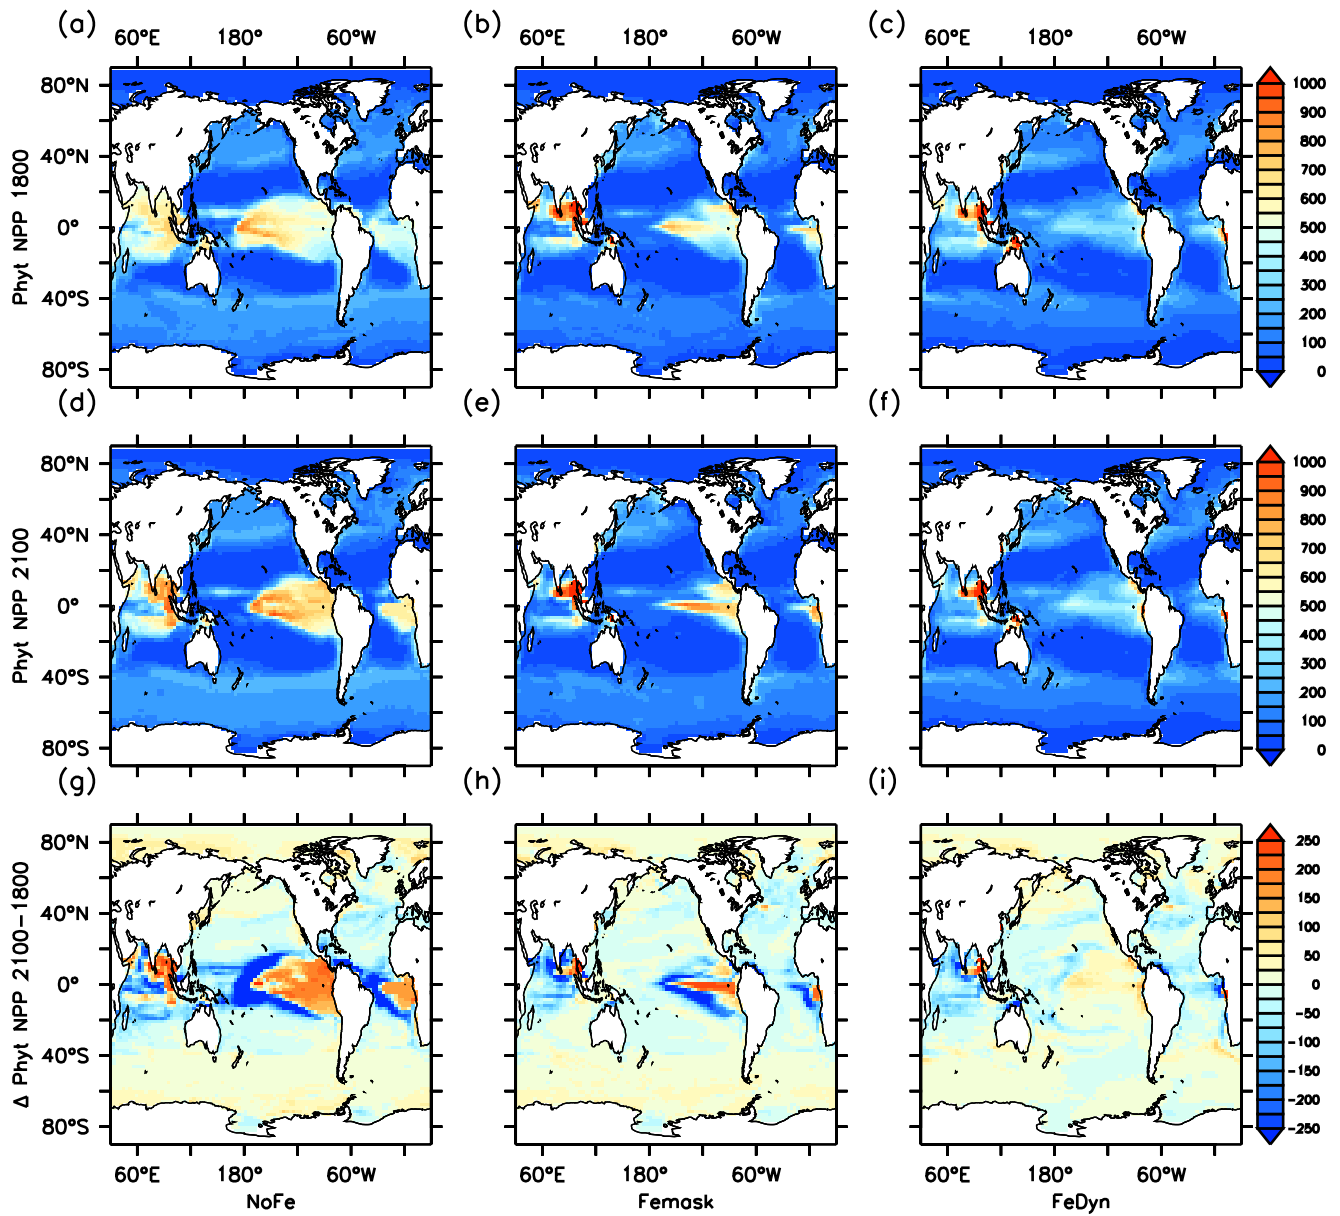 (a) (b) (c)
60°E 180° 60°W 60°E 180° 60°W 60°E 180° 60°W
Phyt NPP 1800
80°N
40°N
0°
40°S
80°S
1000
900
800
700
600
500
400
300
200
100
0
(d) (e) (f)
Phyt NPP 2100
80°N
40°N
0°
40°S
80°S
1000
900
800
700
600
500
400
300
200
100
0
(g) (h) (i)
Δ Phyt NPP 2100-1800
80°N
40°N
0°
40°S
80°S
250
200
150
100
50
0
-50
-100
-150
-200
-250
60°E 180° 60°W 60°E 180° 60°W 60°E 180° 60°W
NoFe Femask FeDyn